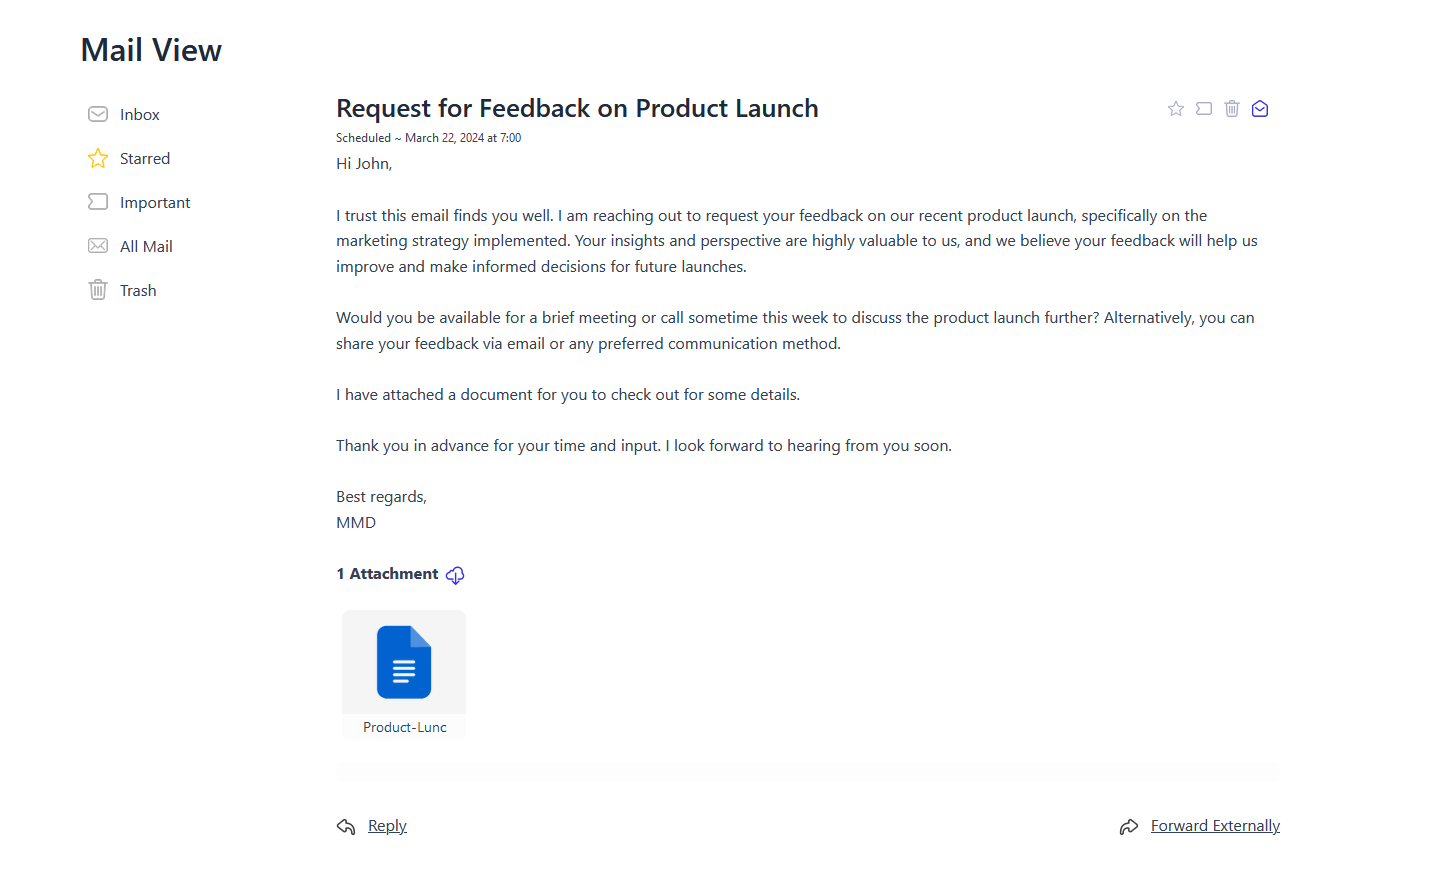 Mail View
Inbox
Starred
Important
All Mail
Trash
Request for Feedback on Product Launch
Scheduled ~ March 22, 2024 at 7:00
Hi John,
I trust this email finds you well. I am reaching out to request your feedback on our recent product launch, specifically on the
marketing strategy implemented. Your insights and perspective are highly valuable to us, and we believe your feedback will help us
improve and make informed decisions for future launches.
Would you be available for a brief meeting or call sometime this week to discuss the product launch further? Alternatively, you can
share your feedback via email or any preferred communication method.
I have attached a document for you to check out for some details.
Thank you in advance for your time and input. I look forward to hearing from you soon.
Best regards,
MMD
1 Attachment
Product-Lunc
Reply
Forward Externally